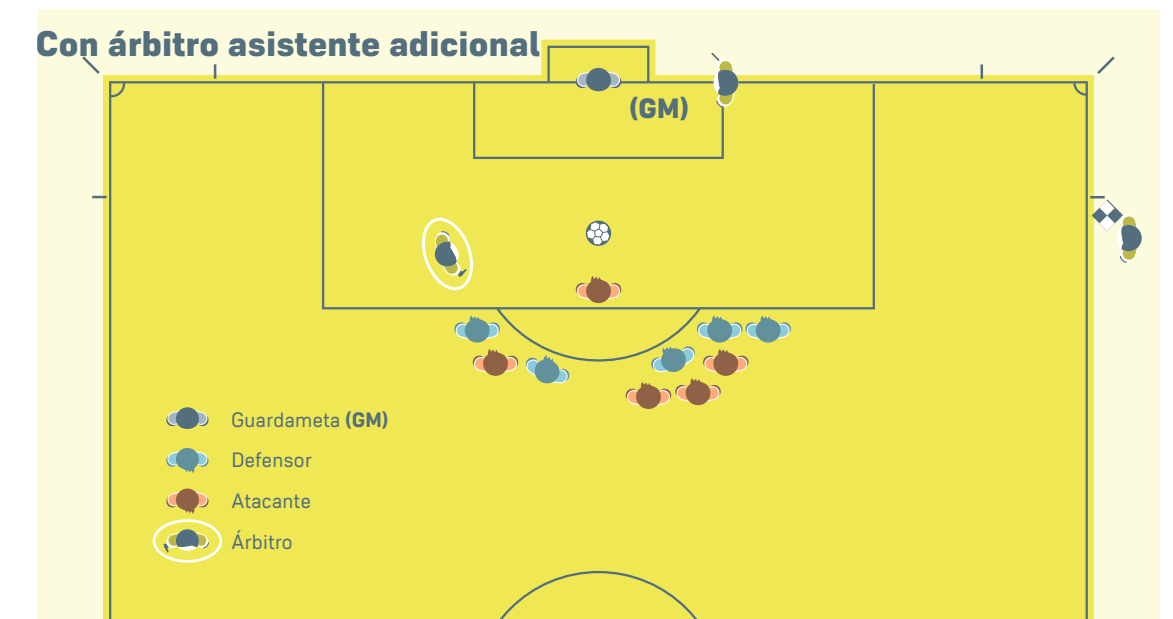 Con árbitro asistente adicional
(GM)
Guardameta (GM)
Defensor
Atacante
Árbitro